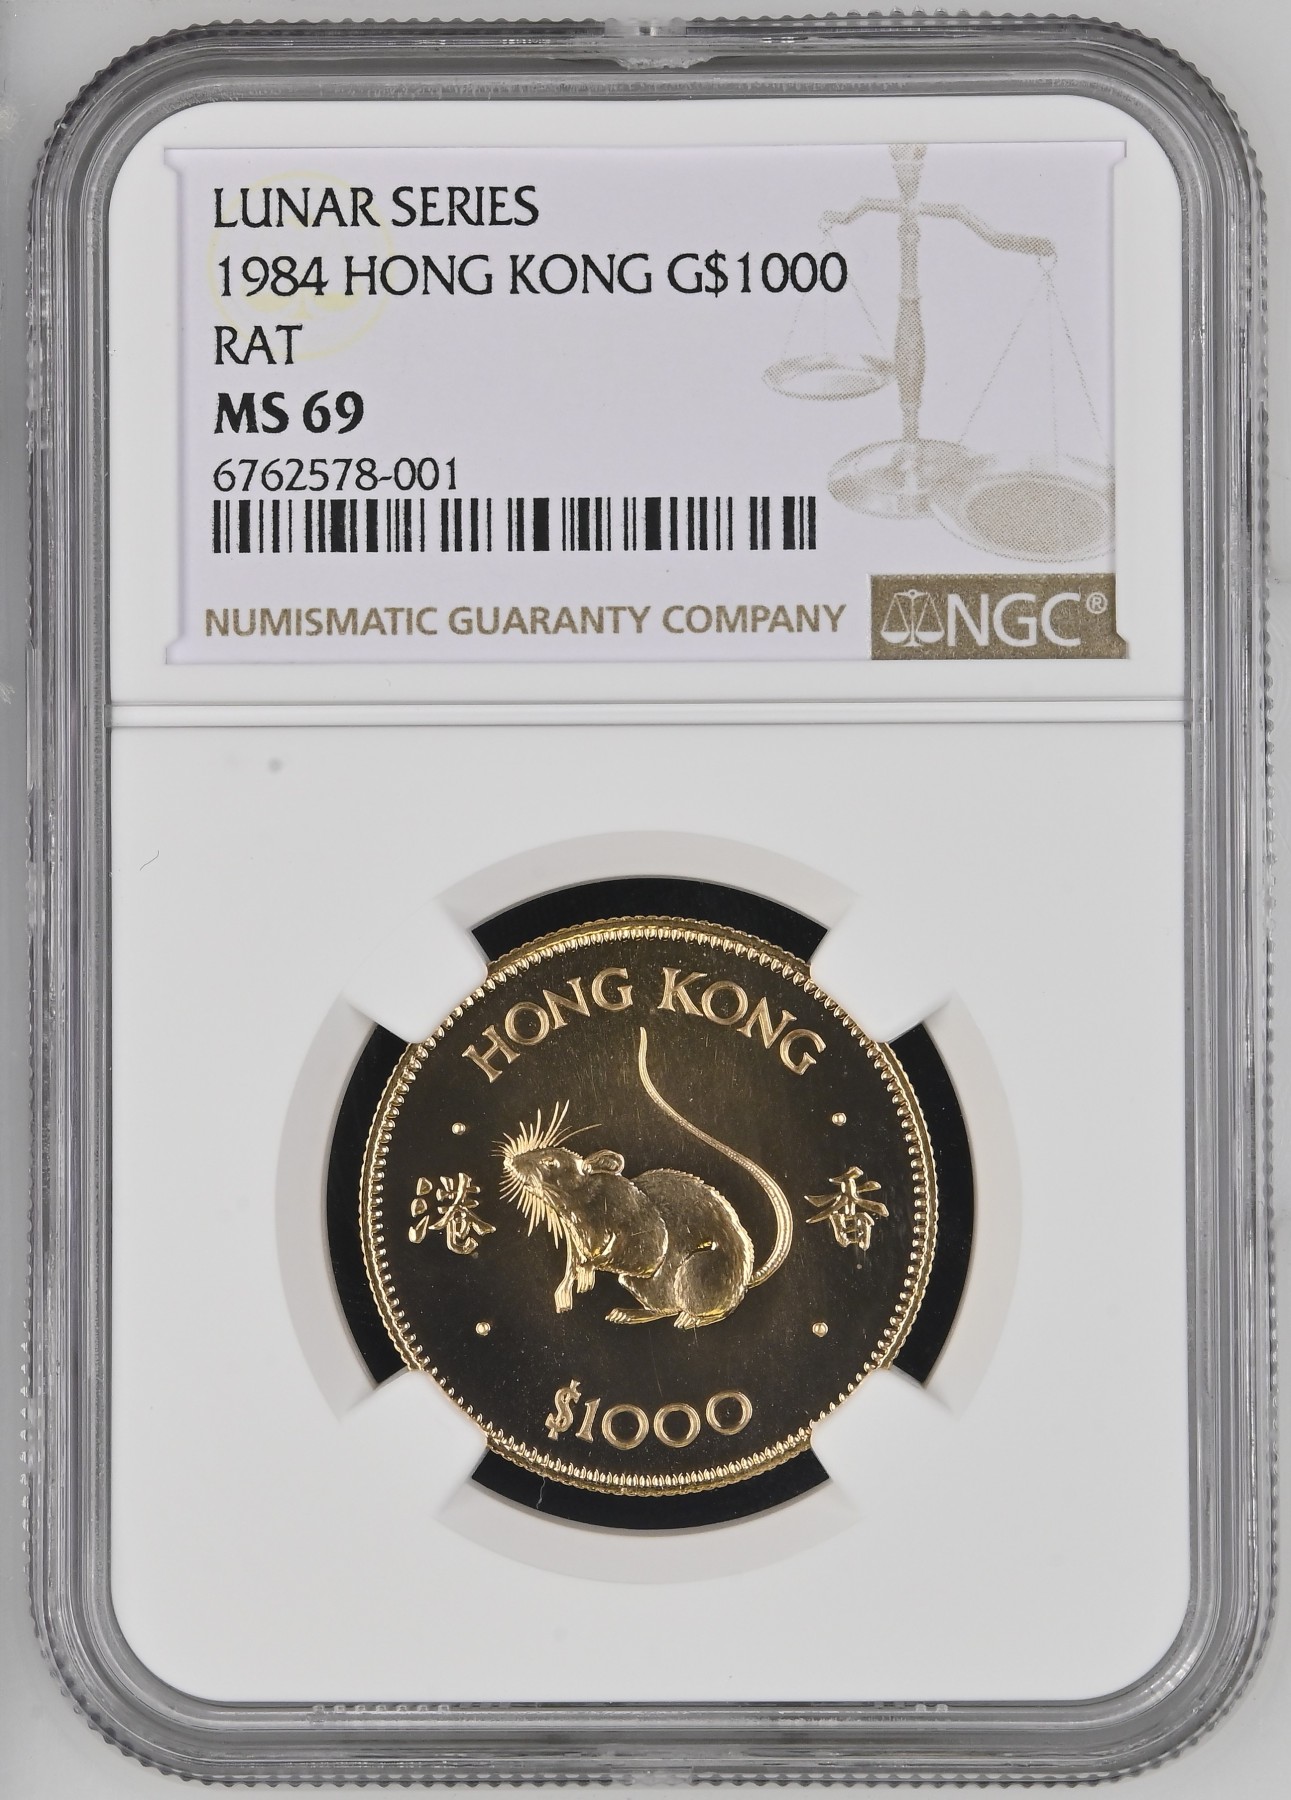 LUNAR SERIES
1984 HONG KONG G$1000
RAT
MS 69
6762578-001
NUMISMATIC GUARANTY COMPANY
NGC®
HONG KONG
港 香
$1000